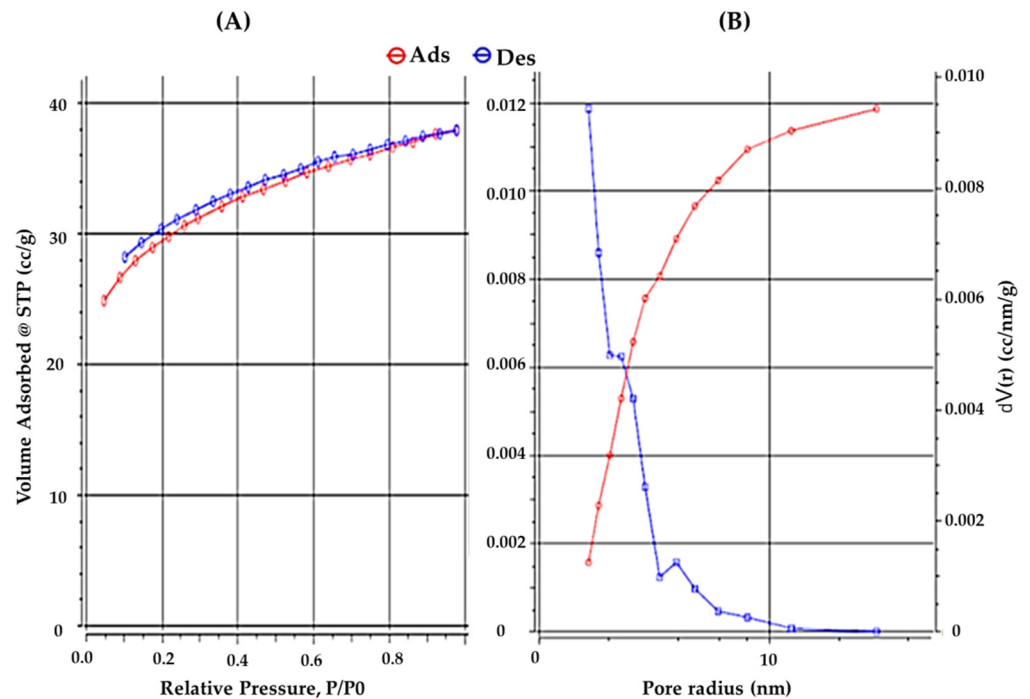 (A)
(B)
Ads Des
40
30
20
10
0
Volume Adsorbed @ STP (cc/g)
0.0 0.2 0.4 0.6 0.8
Relative Pressure, P/P0
0.012
0.010
0.008
0.006
0.004
0.002
0
0 10
Pore radius (nm)
0.010
0.008
0.006
0.004
0.002
0
dV(r) (cc/nm/g)